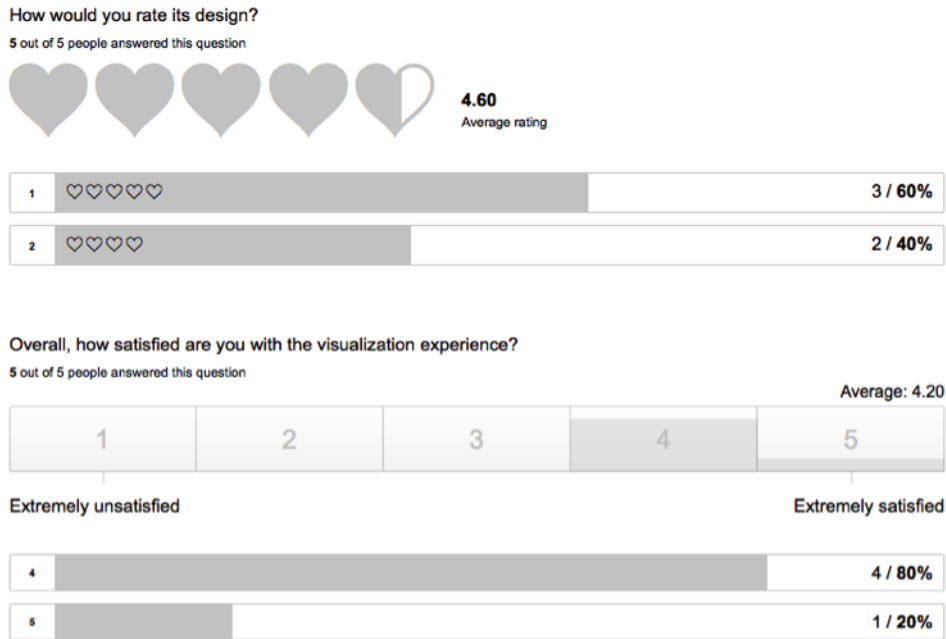 How would you rate its design?
5 out of 5 people answered this question
4.60
Average rating
1 ♡♡♡♡♡ 3 / 60%
2 ♡♡♡♡ 2 / 40%
Overall, how satisfied are you with the visualization experience?
5 out of 5 people answered this question
Average: 4.20
1 2 3 4 5
Extremely unsatisfied Extremely satisfied
4 4 / 80%
5 1 / 20%